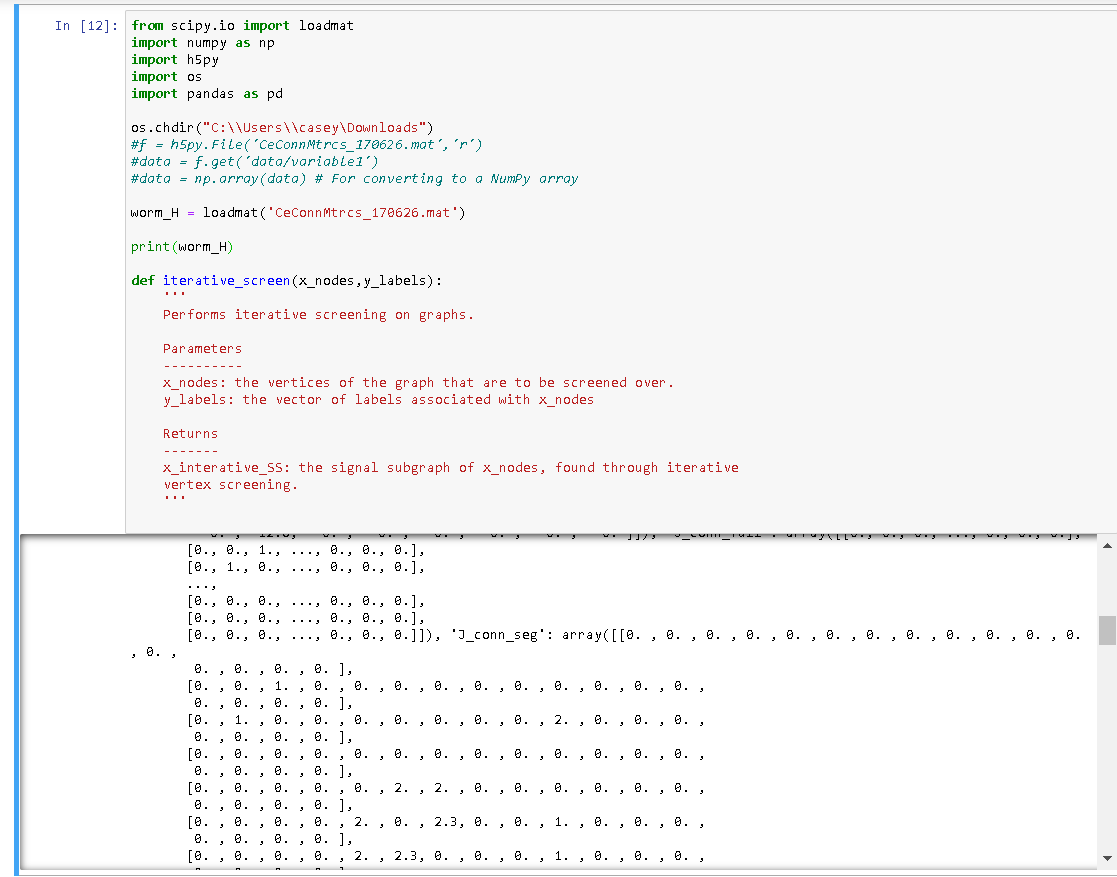 In [12]: from scipy.io import loadmat
import numpy as np
import h5py
import os
import pandas as pd
os.chdir("C:\\Users\\casey\Downloads")
#f = h5py.File('CeConnMtrcs_170626.mat','r')
#data = f.get('data/variable1')
#data = np.array(data) # For converting to a NumPy array
worm_H = loadmat('CeConnMtrcs_170626.mat')
print(worm_H)
def iterative_screen(x_nodes,y_labels):
'''
Performs iterative screening on graphs.
Parameters
----------
x_nodes: the vertices of the graph that are to be screened over.
y_labels: the vector of labels associated with x_nodes
Returns
-------
x_interative_SS: the signal subgraph of x_nodes, found through iterative
vertex screening.
'''
[0., 0., 1., ..., 0., 0., 0.],
[0., 1., 0., ..., 0., 0., 0.],
...,
[0., 0., 0., ..., 0., 0., 0.],
[0., 0., 0., ..., 0., 0., 0.],
[0., 0., 0., ..., 0., 0., 0.]]), 'J_conn_seg': array([[0. , 0. , 0. , 0. , 0. , 0. , 0. , 0. , 0. , 0. , 0. , 0.
, 0. ,
0. , 0. , 0. , 0. ],
[0. , 0. , 1. , 0. , 0. , 0. , 0. , 0. , 0. , 0. , 0. , 0. , 0. ,
0. , 0. , 0. , 0. ],
[0. , 1. , 0. , 0. , 0. , 0. , 0. , 0. , 0. , 2. , 0. , 0. , 0. ,
0. , 0. , 0. , 0. ],
[0. , 0. , 0. , 0. , 0. , 0. , 0. , 0. , 0. , 0. , 0. , 0. , 0. ,
0. , 0. , 0. , 0. ],
[0. , 0. , 0. , 0. , 0. , 2. , 2. , 0. , 0. , 0. , 0. , 0. , 0. ,
0. , 0. , 0. , 0. ],
[0. , 0. , 0. , 0. , 2. , 0. , 2.3, 0. , 0. , 1. , 0. , 0. , 0. ,
0. , 0. , 0. , 0. ],
[0. , 0. , 0. , 0. , 2. , 2.3, 0. , 0. , 0. , 1. , 0. , 0. , 0. ,